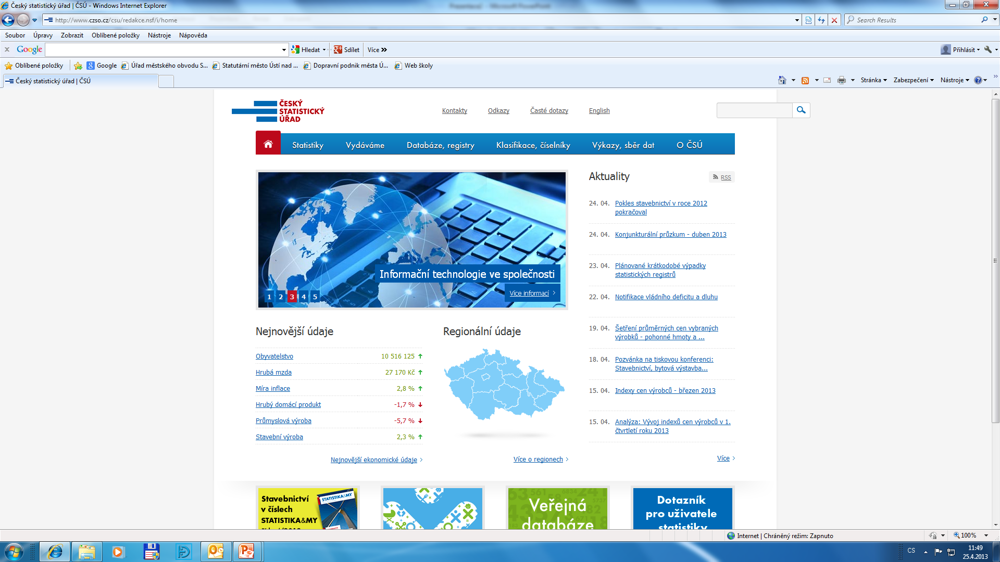 Český statistický úřad | ČSÚ - Windows Internet Explorer
http://www.czso.cz/csu/redakce.nsf/i/home
Search Results
Soubor Úpravy Zobrazit Oblíbené položky Nástroje Nápověda
x Google Hledat Sdílet Více Přihlásit
Oblíbené položky Google Úřad městského obvodu S... Statutární město Ústí nad ... Dopravní podnik města Ú... Web školy
Český statistický úřad | ČSÚ
Stránka Zabezpečení Nástroje
ČESKÝ
STATISTICKÝ
ÚŘAD
Kontakty Odkazy Časté dotazy English
Statistiky Vydáváme Databáze, registry Klasifikace, číselníky Výkazy, sběr dat O ČSÚ
Informační technologie ve společnosti
Více informací
1 2 3 4 5
Nejnovější údaje
Obyvatelstvo 10 516 125
Hrubá mzda 27 170 Kč
Míra inflace 2,8 %
Hrubý domácí produkt -1,7 %
Průmyslová výroba -5,7 %
Stavební výroba 2,3 %
Nejnovější ekonomické údaje
Regionální údaje
Více o regionech
Aktuality
RSS
24. 04. Pokles stavebnictví v roce 2012
pokračoval
24. 04. Konjunkturální průzkum - duben 2013
23. 04. Plánované krátkodobé výpadky
statistických registrů
22. 04. Notifikace vládního deficitu a dluhu
19. 04. Šetření průměrných cen vybraných
výrobků - pohonné hmoty a ...
18. 04. Pozvánka na tiskovou konferenci:
Stavebnictví, bytová výstavba...
15. 04. Indexy cen výrobců - březen 2013
15. 04. Analýza: Vývoj indexů cen výrobců v 1.
čtvrtletí roku 2013
Více
Stavebnictví
v číslech
STATISTIKA&MY
STATISTIKA&MY
Veřejná
databáze
Dotazník
pro uživatele
statistiky
Internet | Chráněný režim: Zapnuto
100%
CS
11:49
25.4.2013